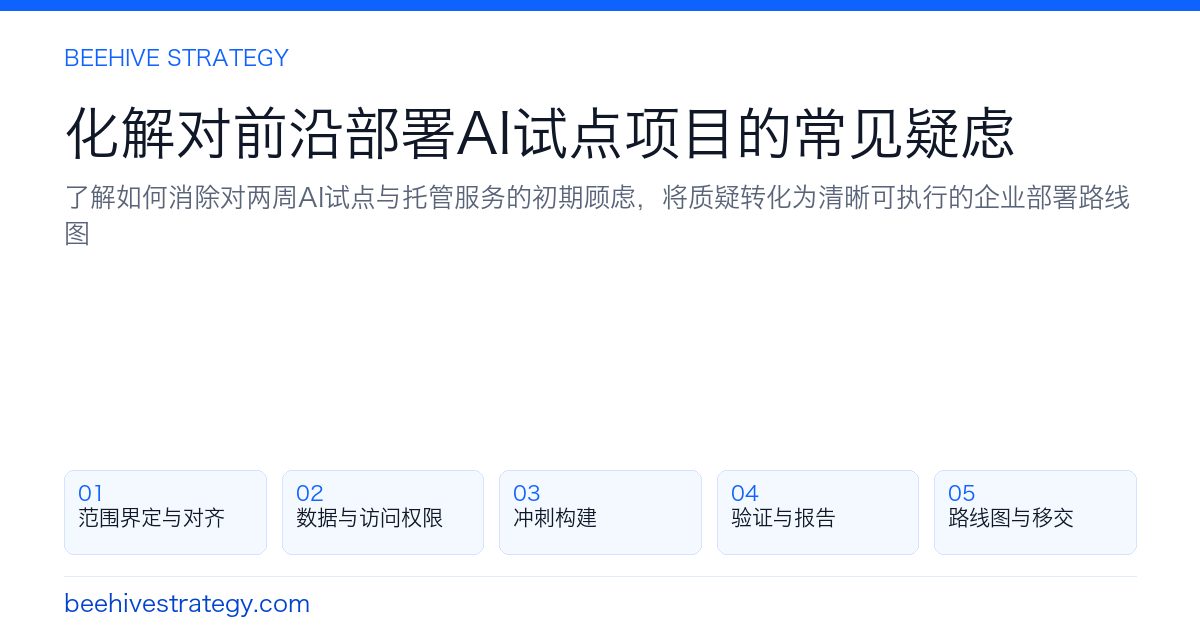 BEEHIVE STRATEGY
化解对前沿部署AI试点项目的常见疑虑
了解如何消除对两周AI试点与托管服务的初期顾虑，将质疑转化为清晰可执行的企业部署路线
图
01
范围界定与对齐
02
数据与访问权限
03
冲刺构建
04
验证与报告
05
路线图与移交
beehivestrategy.com